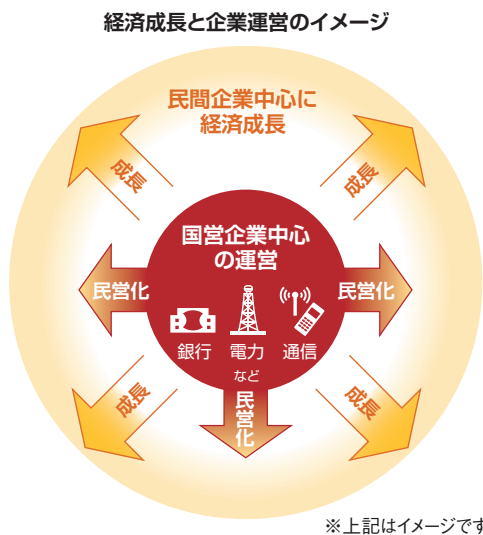 経済成長と企業運営のイメージ
民間企業中心に
経済成長
成長
成長
国営企業中心
の運営
民営化
民営化
銀行
電力
通信
など
民営化
成長
成長
※上記はイメージです